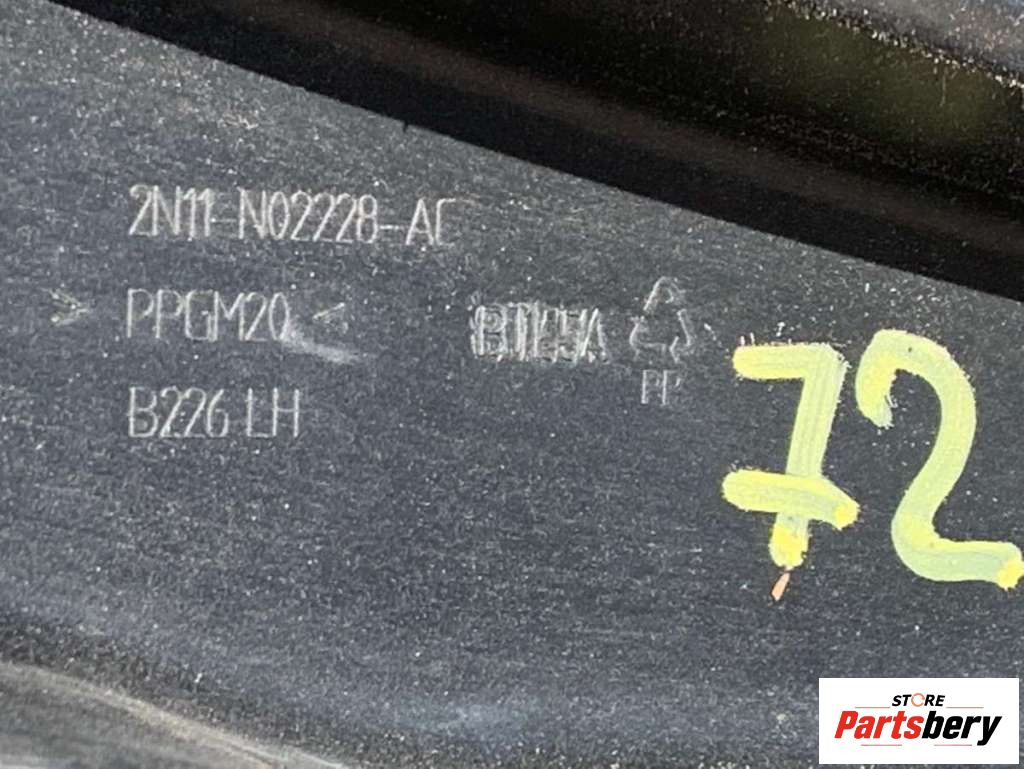 2N11-N02228-AC
> PPGM20 <
B226 LH
PP
72
STORE
Partsbery